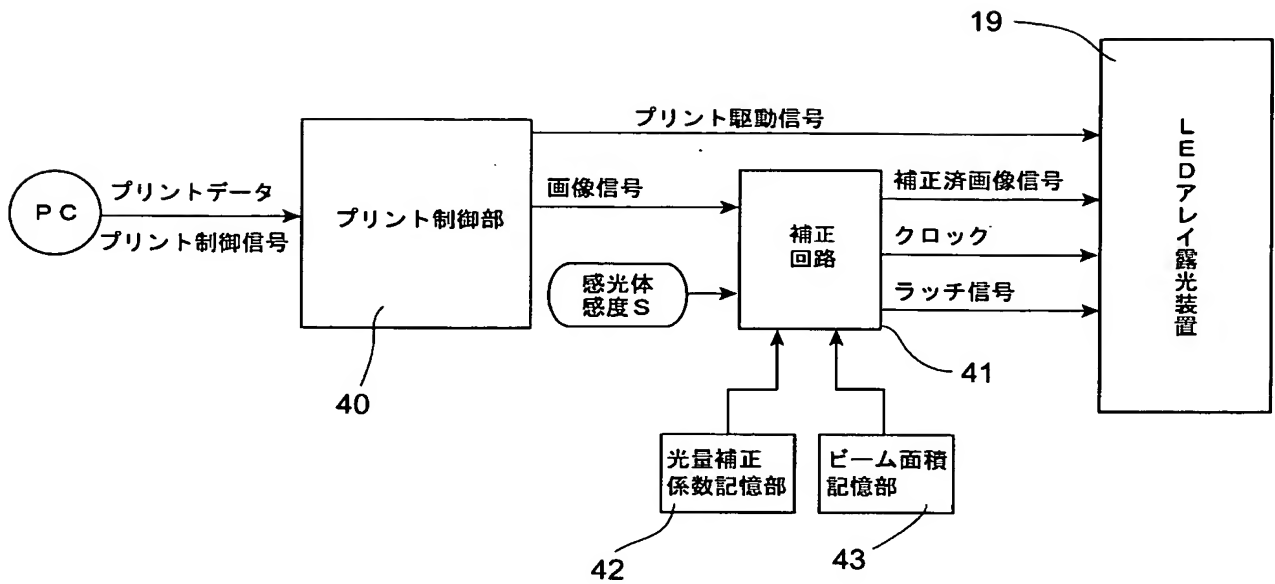 19
プリント駆動信号
PC
プリントデータ
プリント制御信号
プリント制御部
画像信号
補正
回路
補正済画像信号
クロック
ラッチ信号
LEDアレイ露光装置
感光体
感度S
40
41
光量補正
係数記憶部
ビーム面積
記憶部
42
43